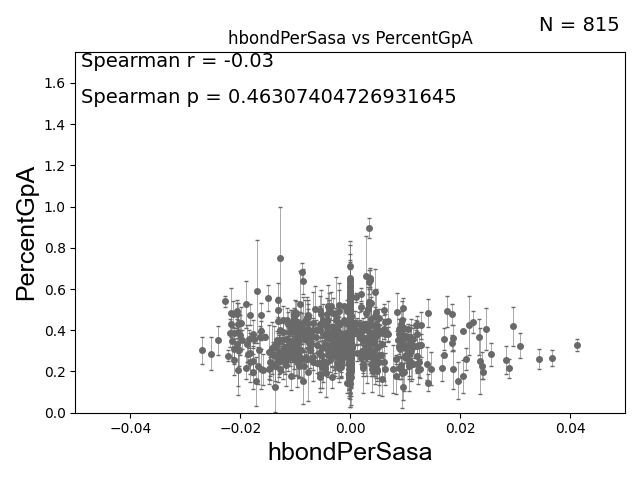 N = 815
hbondPerSasa vs PercentGpA
Spearman r = -0.03
Spearman p = 0.46307404726931645
1.6
1.4
1.2
1.0
0.8
0.6
0.4
0.2
0.0
PercentGpA
−0.04
−0.02
0.00
0.02
0.04
hbondPerSasa